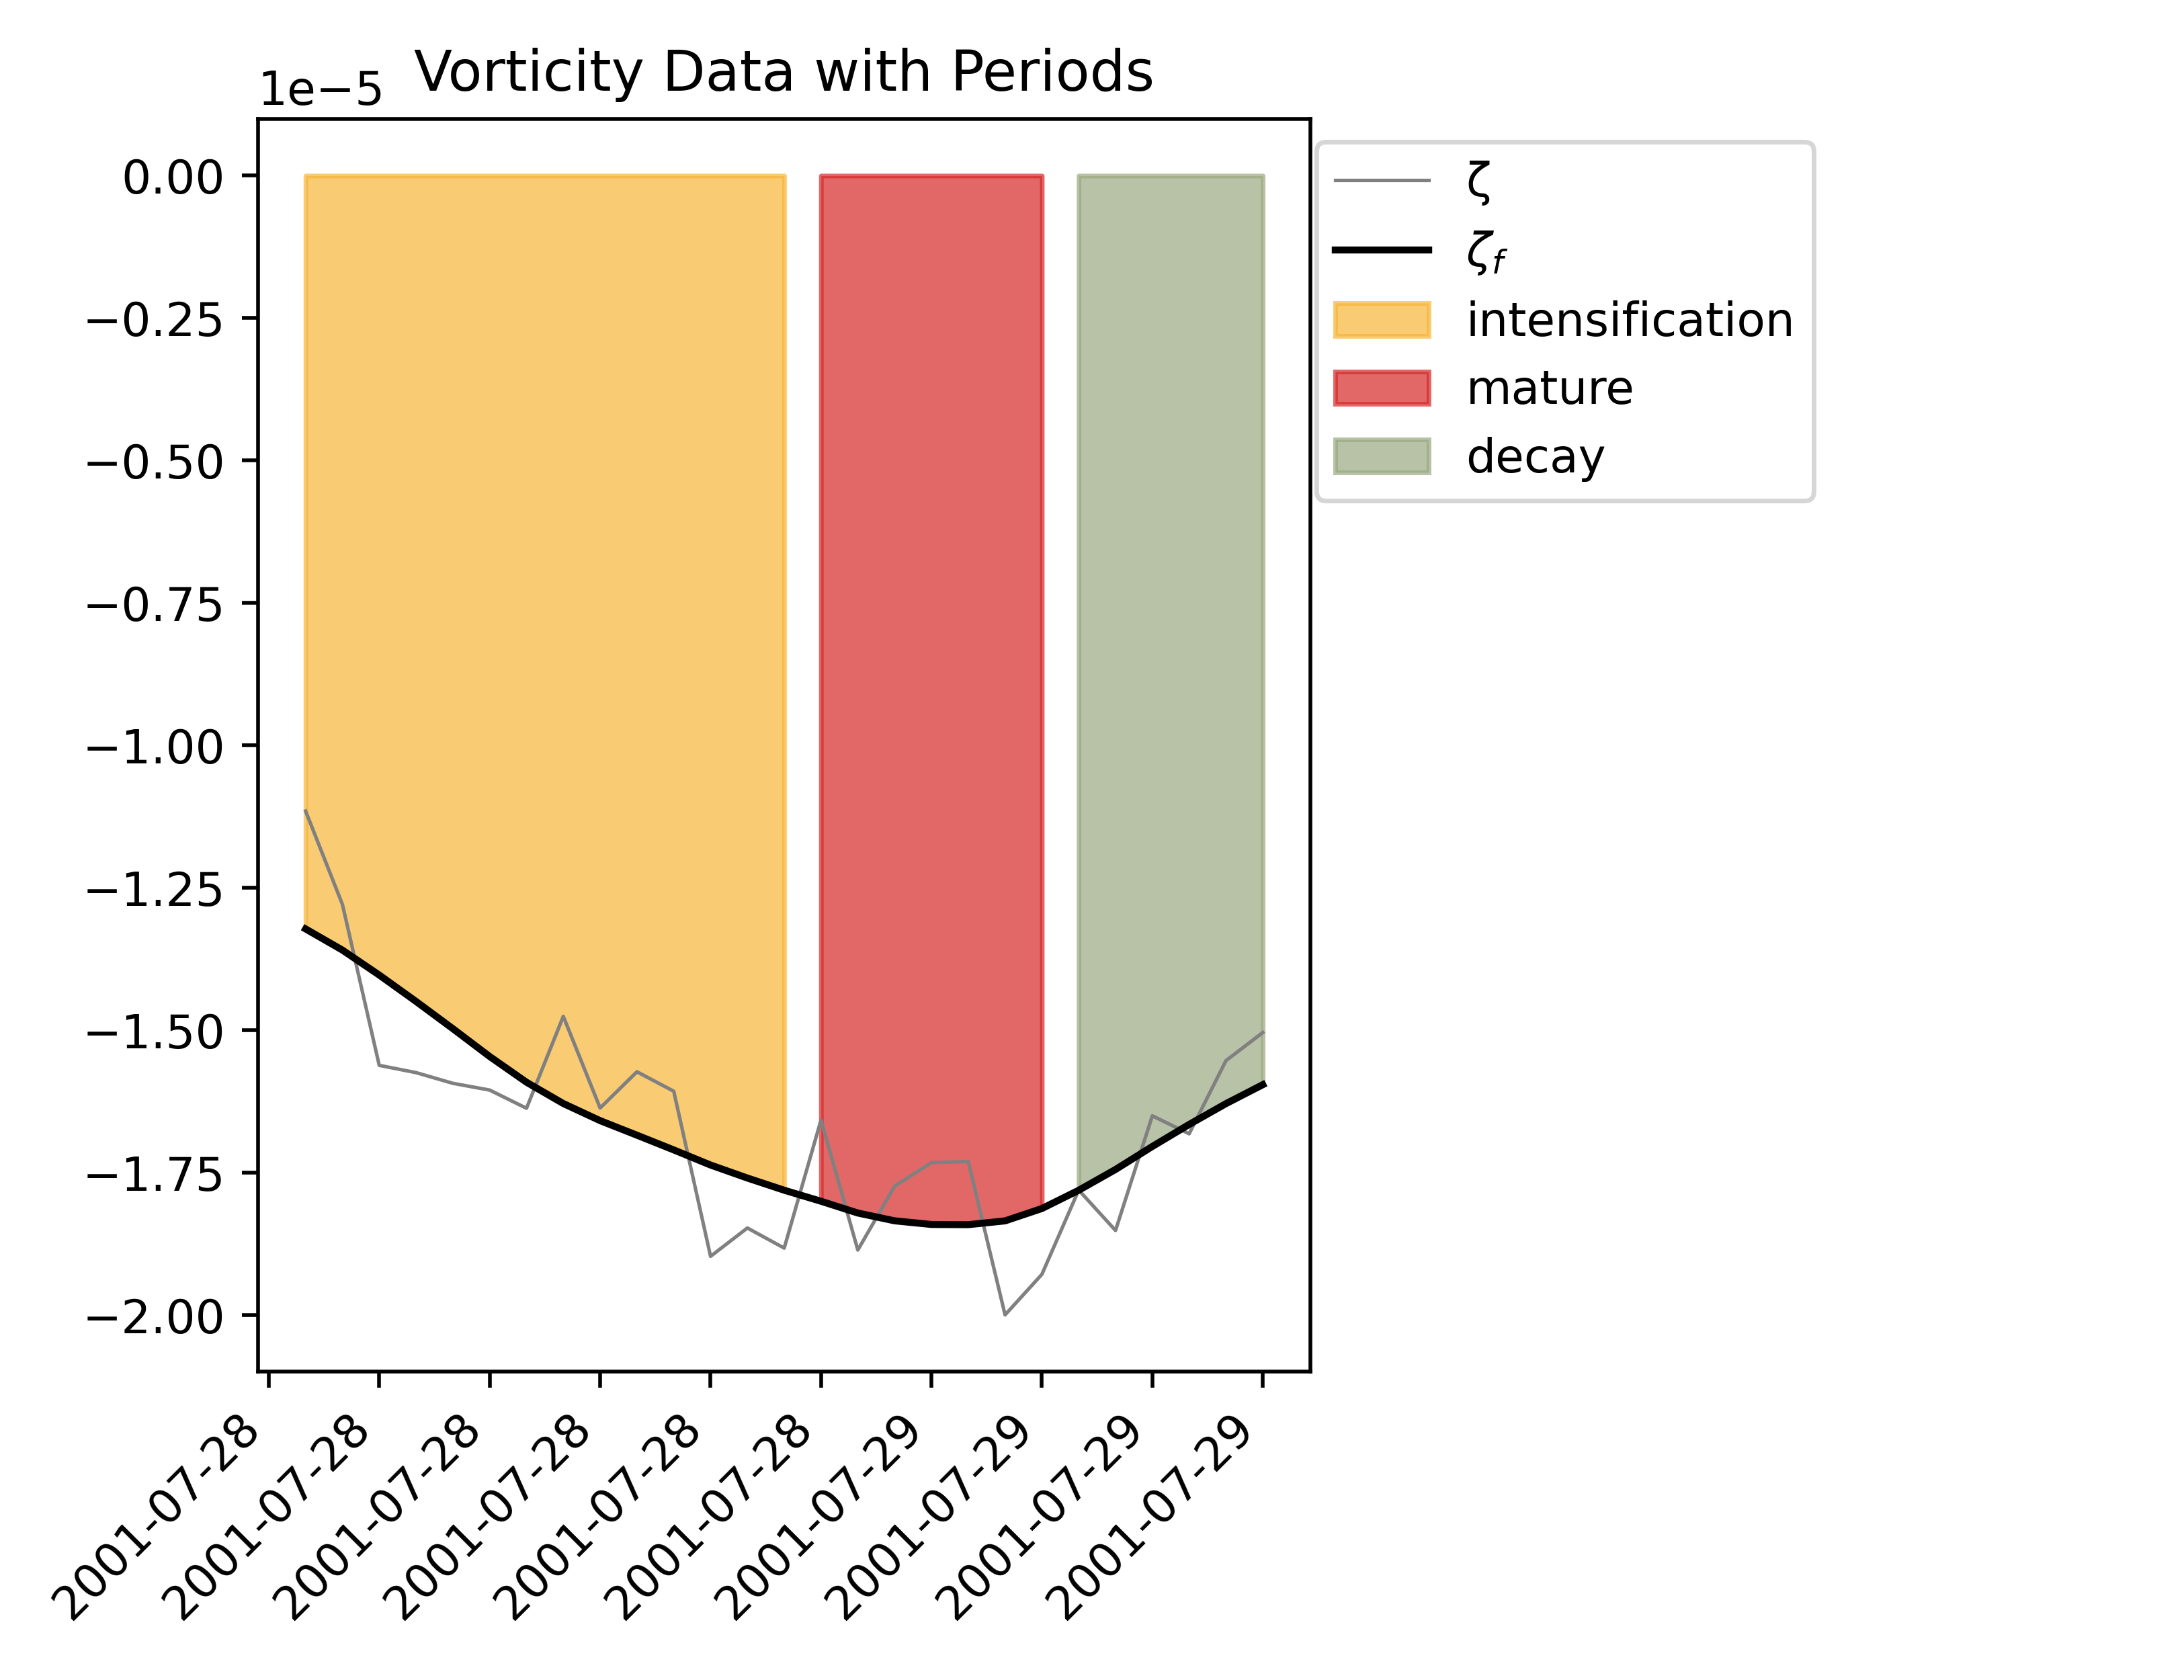 Vorticity Data with Periods
1e−5
0.00
−0.25
−0.50
−0.75
−1.00
−1.25
−1.50
−1.75
−2.00
2001-07-28
2001-07-28
2001-07-28
2001-07-28
2001-07-28
2001-07-28
2001-07-29
2001-07-29
2001-07-29
2001-07-29
ζ
ζf
intensification
mature
decay